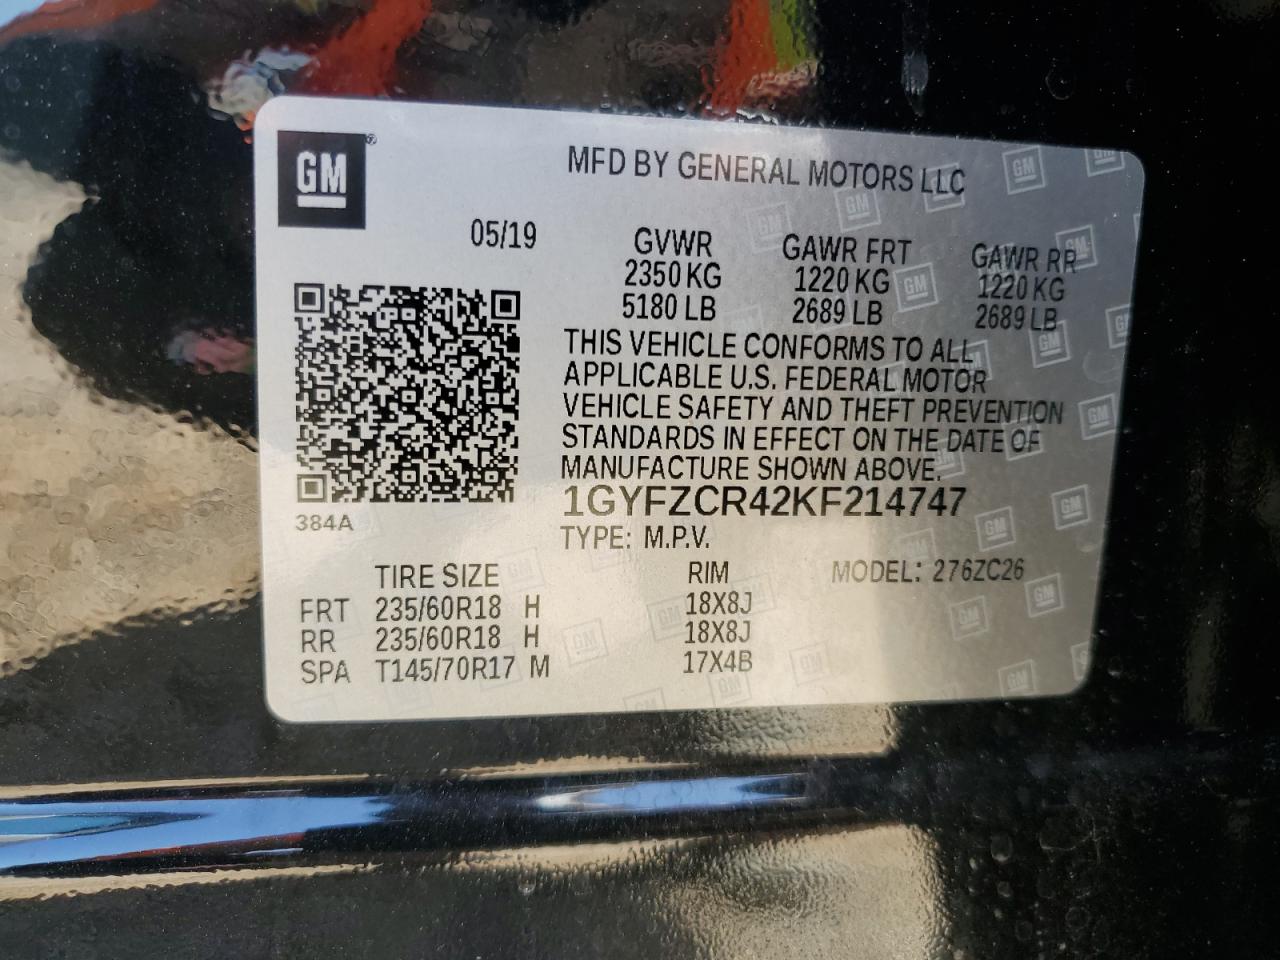 GM
MFD BY GENERAL MOTORS LLC
05/19 GVWR GAWR FRT GAWR RR
2350 KG 1220 KG 1220 KG
5180 LB 2689 LB 2689 LB
THIS VEHICLE CONFORMS TO ALL
APPLICABLE U.S. FEDERAL MOTOR
VEHICLE SAFETY AND THEFT PREVENTION
STANDARDS IN EFFECT ON THE DATE OF
MANUFACTURE SHOWN ABOVE.
1GYFZCR42KF214747
384A
TYPE: M.P.V.
TIRE SIZE RIM MODEL: 276ZC26
FRT 235/60R18 H 18X8J
RR 235/60R18 H 18X8J
SPA T145/70R17 M 17X4B